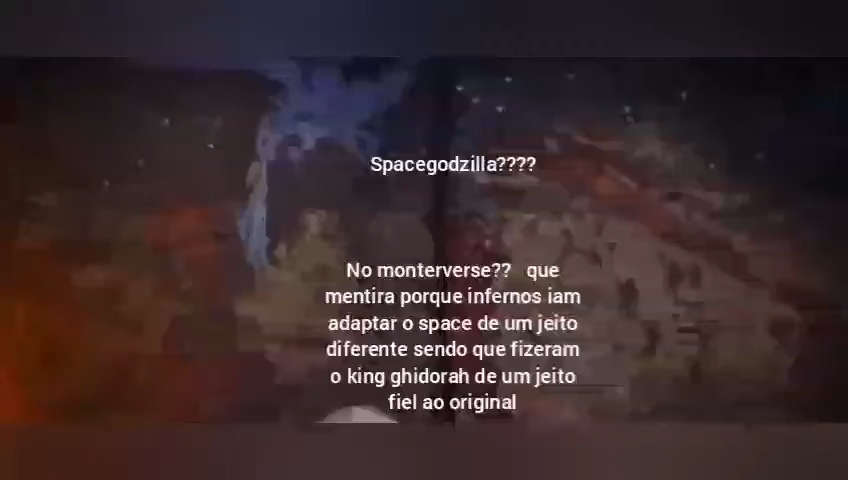 Spacegodzilla????
No monterverse?? que
mentira porque infernos iam
adaptar o space de um jeito
diferente sendo que fizeram
o king ghidorah de um jeito
fiel ao original